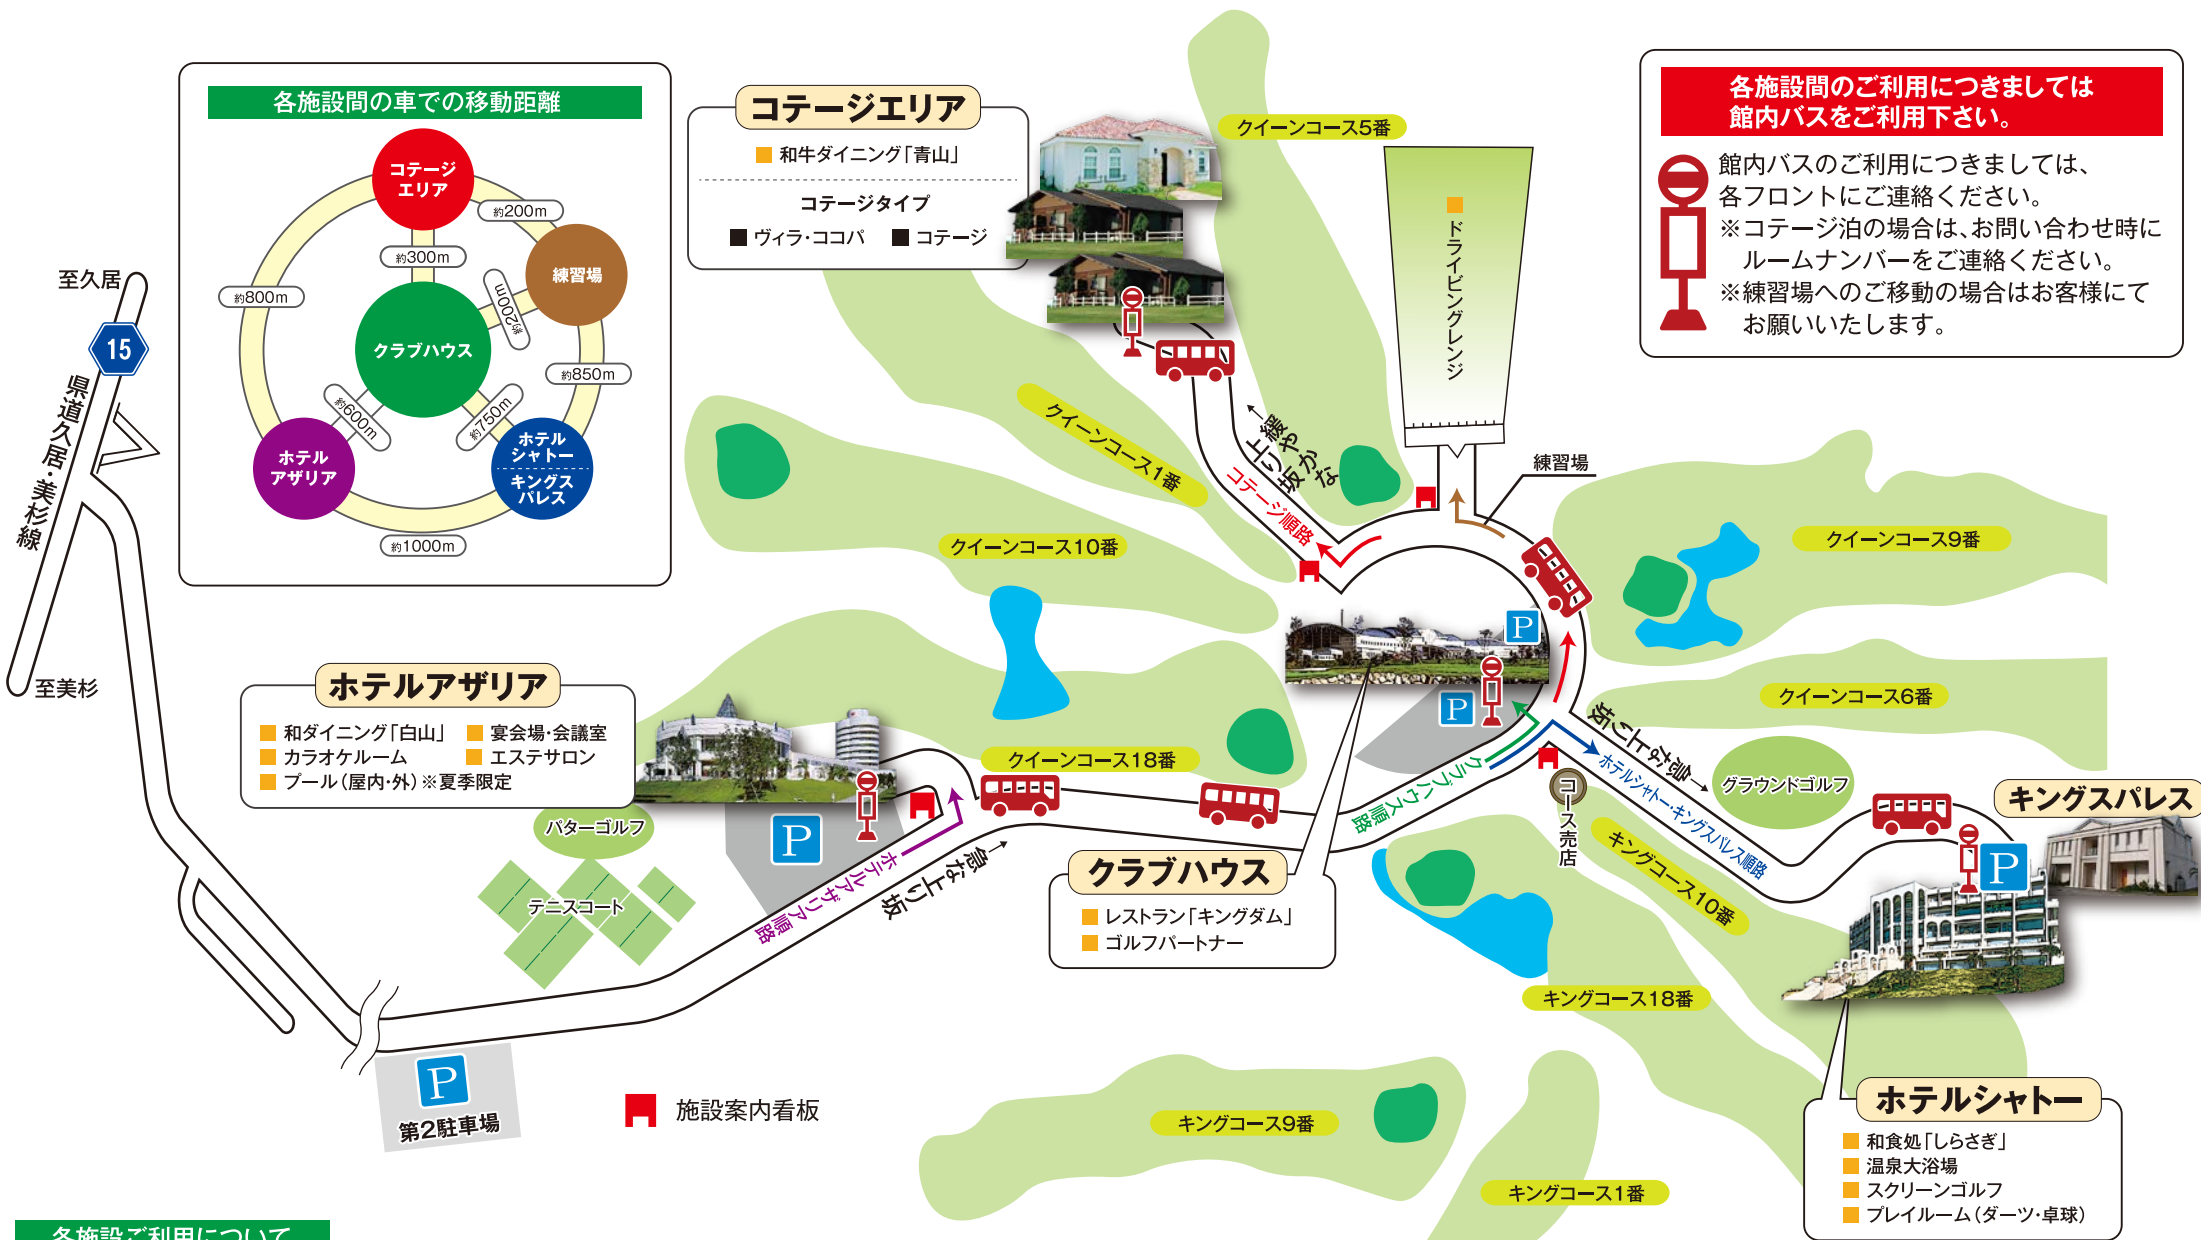 各施設間の車での移動距離
コテージ
エリア
約200m
約300m
練習場
約200m
約800m
クラブハウス
約850m
約600m
約750m
ホテル
アザリア
ホテル
シャトー
キングス
パレス
約1000m
至久居
15
県道久居・美杉線
至美杉
コテージエリア
和牛ダイニング「青山」
コテージタイプ
ヴィラ・ココパ
コテージ
クイーンコース5番
ドライビングレンジ
各施設間のご利用につきましては
館内バスをご利用下さい。
館内バスのご利用につきましては、
各フロントにご連絡ください。
※コテージ泊の場合は、お問い合わせ時に
ルームナンバーをご連絡ください。
※練習場へのご移動の場合はお客様にて
お願いいたします。
クイーンコース1番
←緩やかな
上り坂
コテージ順路
練習場
クイーンコース10番
クイーンコース9番
P
クイーンコース6番
P
ホテルアザリア
和ダイニング「白山」
宴会場・会議室
カラオケルーム
エステサロン
プール（屋内・外）※夏季限定
クイーンコース18番
急な上り坂→
ホテルシャトー・キングスパレス順路
グラウンドゴルフ
キングスパレス
P
クラブハウス順路
コース売店
キングコース10番
パターゴルフ
テニスコート
P
ホテルアザリア順路
急な上り坂→
クラブハウス
レストラン「キングダム」
ゴルフパートナー
キングコース18番
P
第2駐車場
施設案内看板
キングコース9番
キングコース1番
ホテルシャトー
和食処「しらさぎ」
温泉大浴場
スクリーンゴルフ
プレイルーム（ダーツ・卓球）
各施設ご利用について